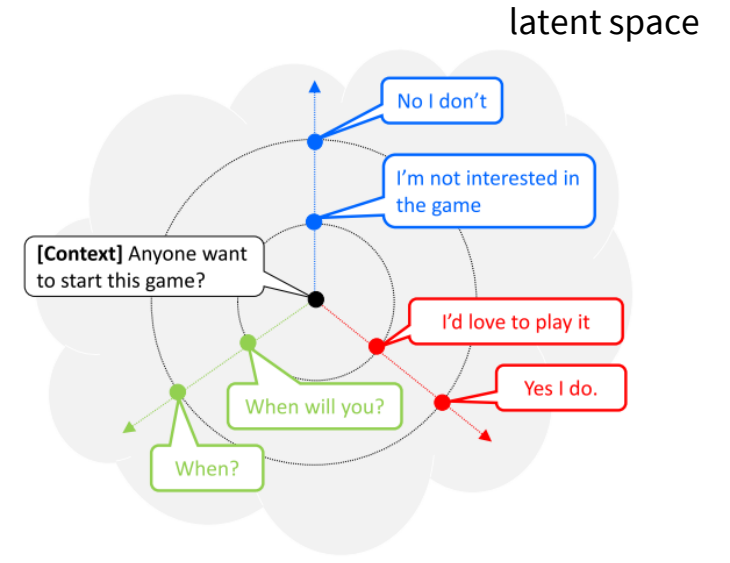 latent space
No I don't
I'm not interested in
the game
[Context] Anyone want
to start this game?
I'd love to play it
Yes I do.
When will you?
When?